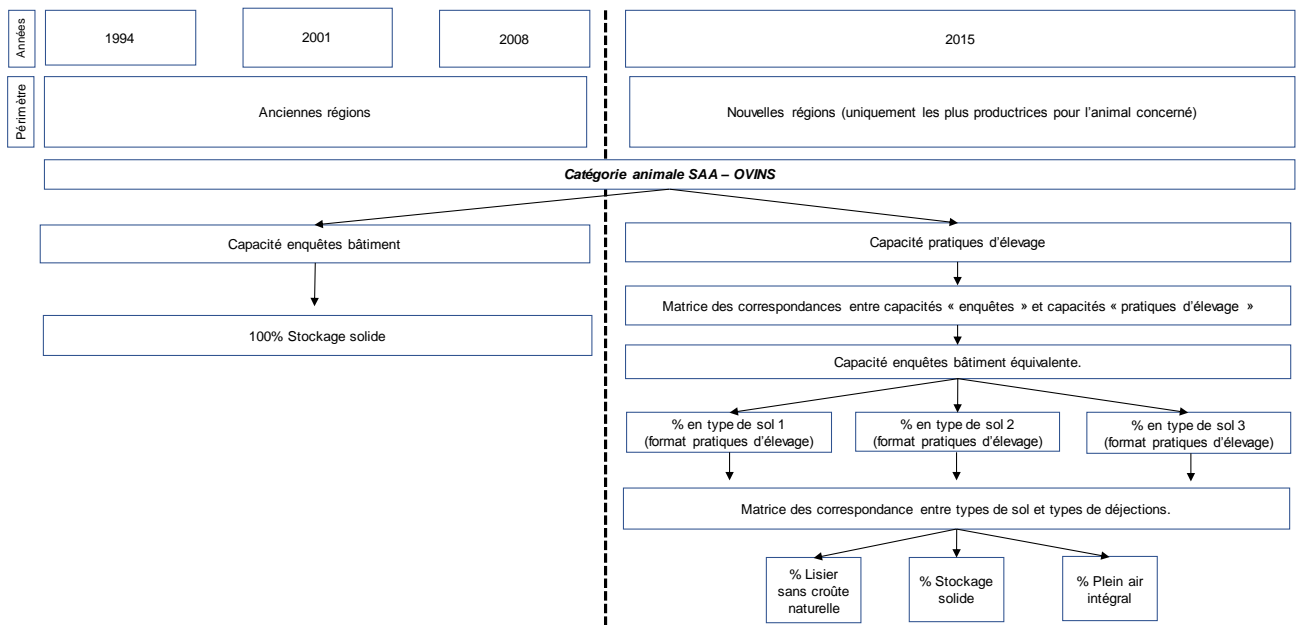 Années
1994
2001
2008
2015
Périmètre
Anciennes régions
Nouvelles régions (uniquement les plus productrices pour l'animal concerné)
Catégorie animale SAA – OVINS
Capacité enquêtes bâtiment
Capacité pratiques d'élevage
Matrice des correspondances entre capacités « enquêtes » et capacités « pratiques d'élevage »
100% Stockage solide
Capacité enquêtes bâtiment équivalente.
% en type de sol 1
(format pratiques d'élevage)
% en type de sol 2
(format pratiques d'élevage)
% en type de sol 3
(format pratiques d'élevage)
Matrice des correspondance entre types de sol et types de déjections.
% Lisier
sans croûte
naturelle
% Stockage
solide
% Plein air
intégral